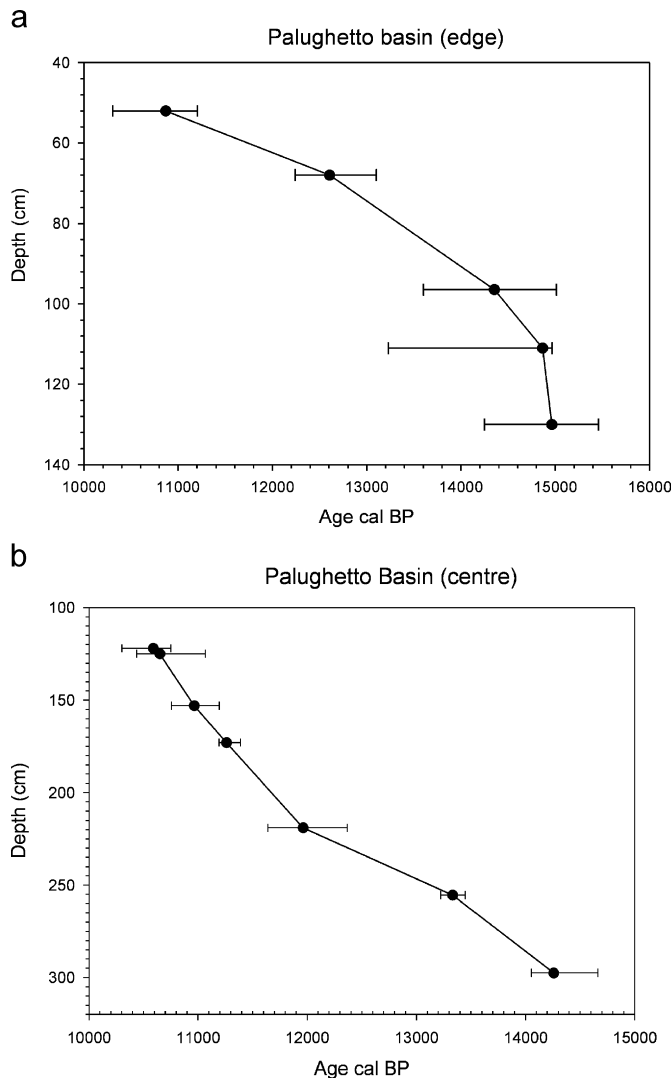 a
Palughetto basin (edge)
40
60
80
100
120
140
Depth (cm)
10000 11000 12000 13000 14000 15000 16000
Age cal BP
b
Palughetto Basin (centre)
100
150
200
250
300
Depth (cm)
10000 11000 12000 13000 14000 15000
Age cal BP